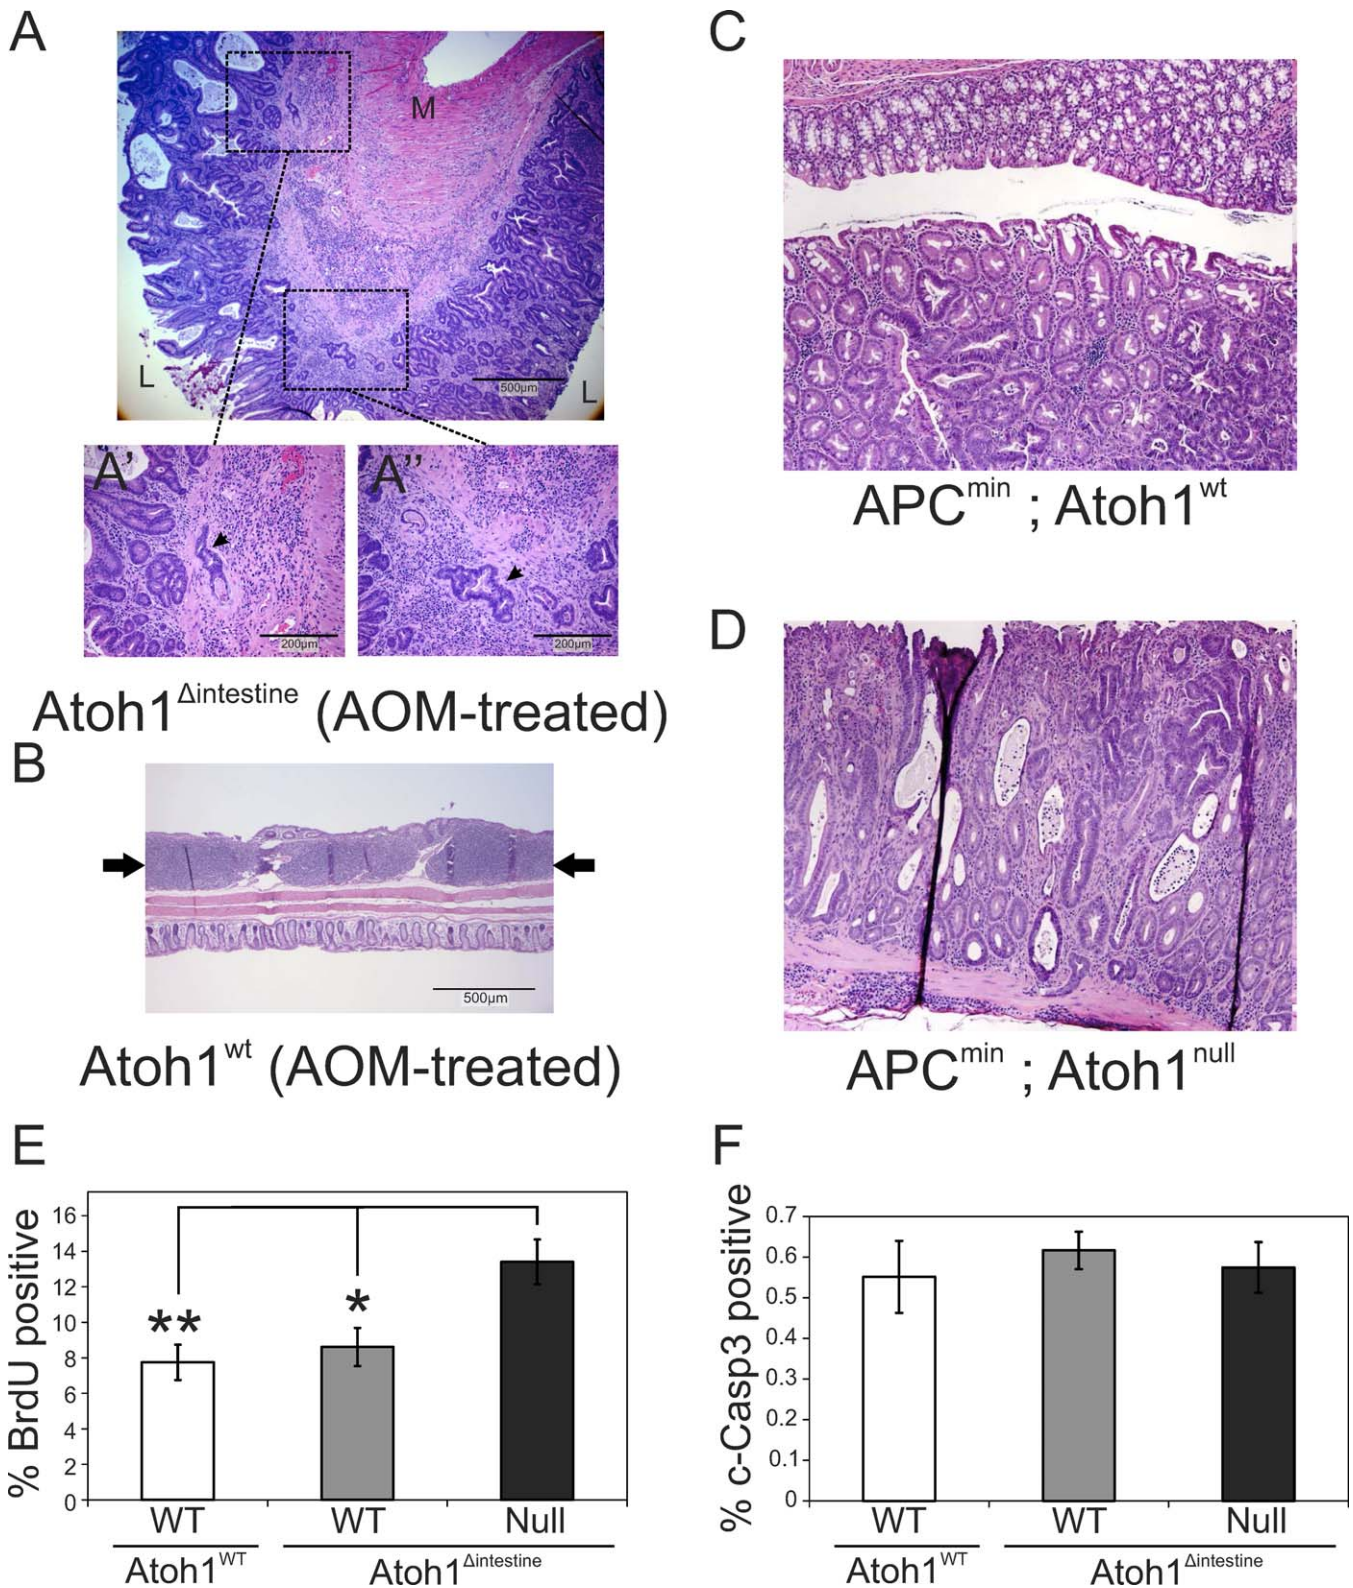 A
M
L
L
500µm
A'
200µm
A''
200µm
Atoh1^Δintestine (AOM-treated)
B
500µm
Atoh1^wt (AOM-treated)
C
APC^min ; Atoh1^wt
D
APC^min ; Atoh1^null
E
% BrdU positive
16
14
12
10
8
6
4
2
0
**
*
WT
WT
Null
Atoh1^WT
Atoh1^Δintestine
F
% c-Casp3 positive
0.7
0.6
0.5
0.4
0.3
0.2
0.1
0
WT
WT
Null
Atoh1^WT
Atoh1^Δintestine